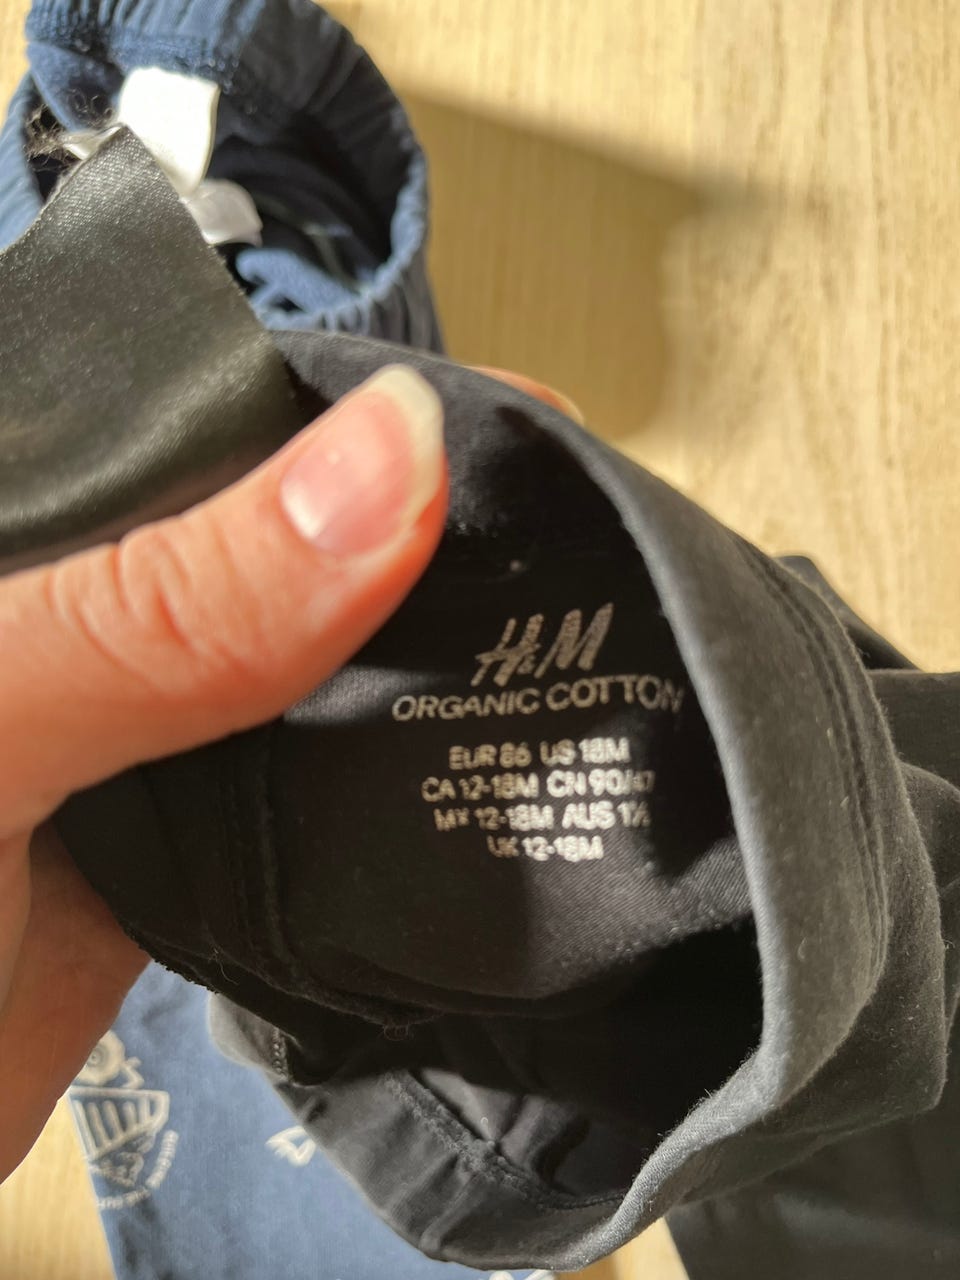 H&M
ORGANIC COTTON
EUR 86 US 18M
CA 12-18M CN 90/47
MX 12-18M AUS 1½
UK 12-18M